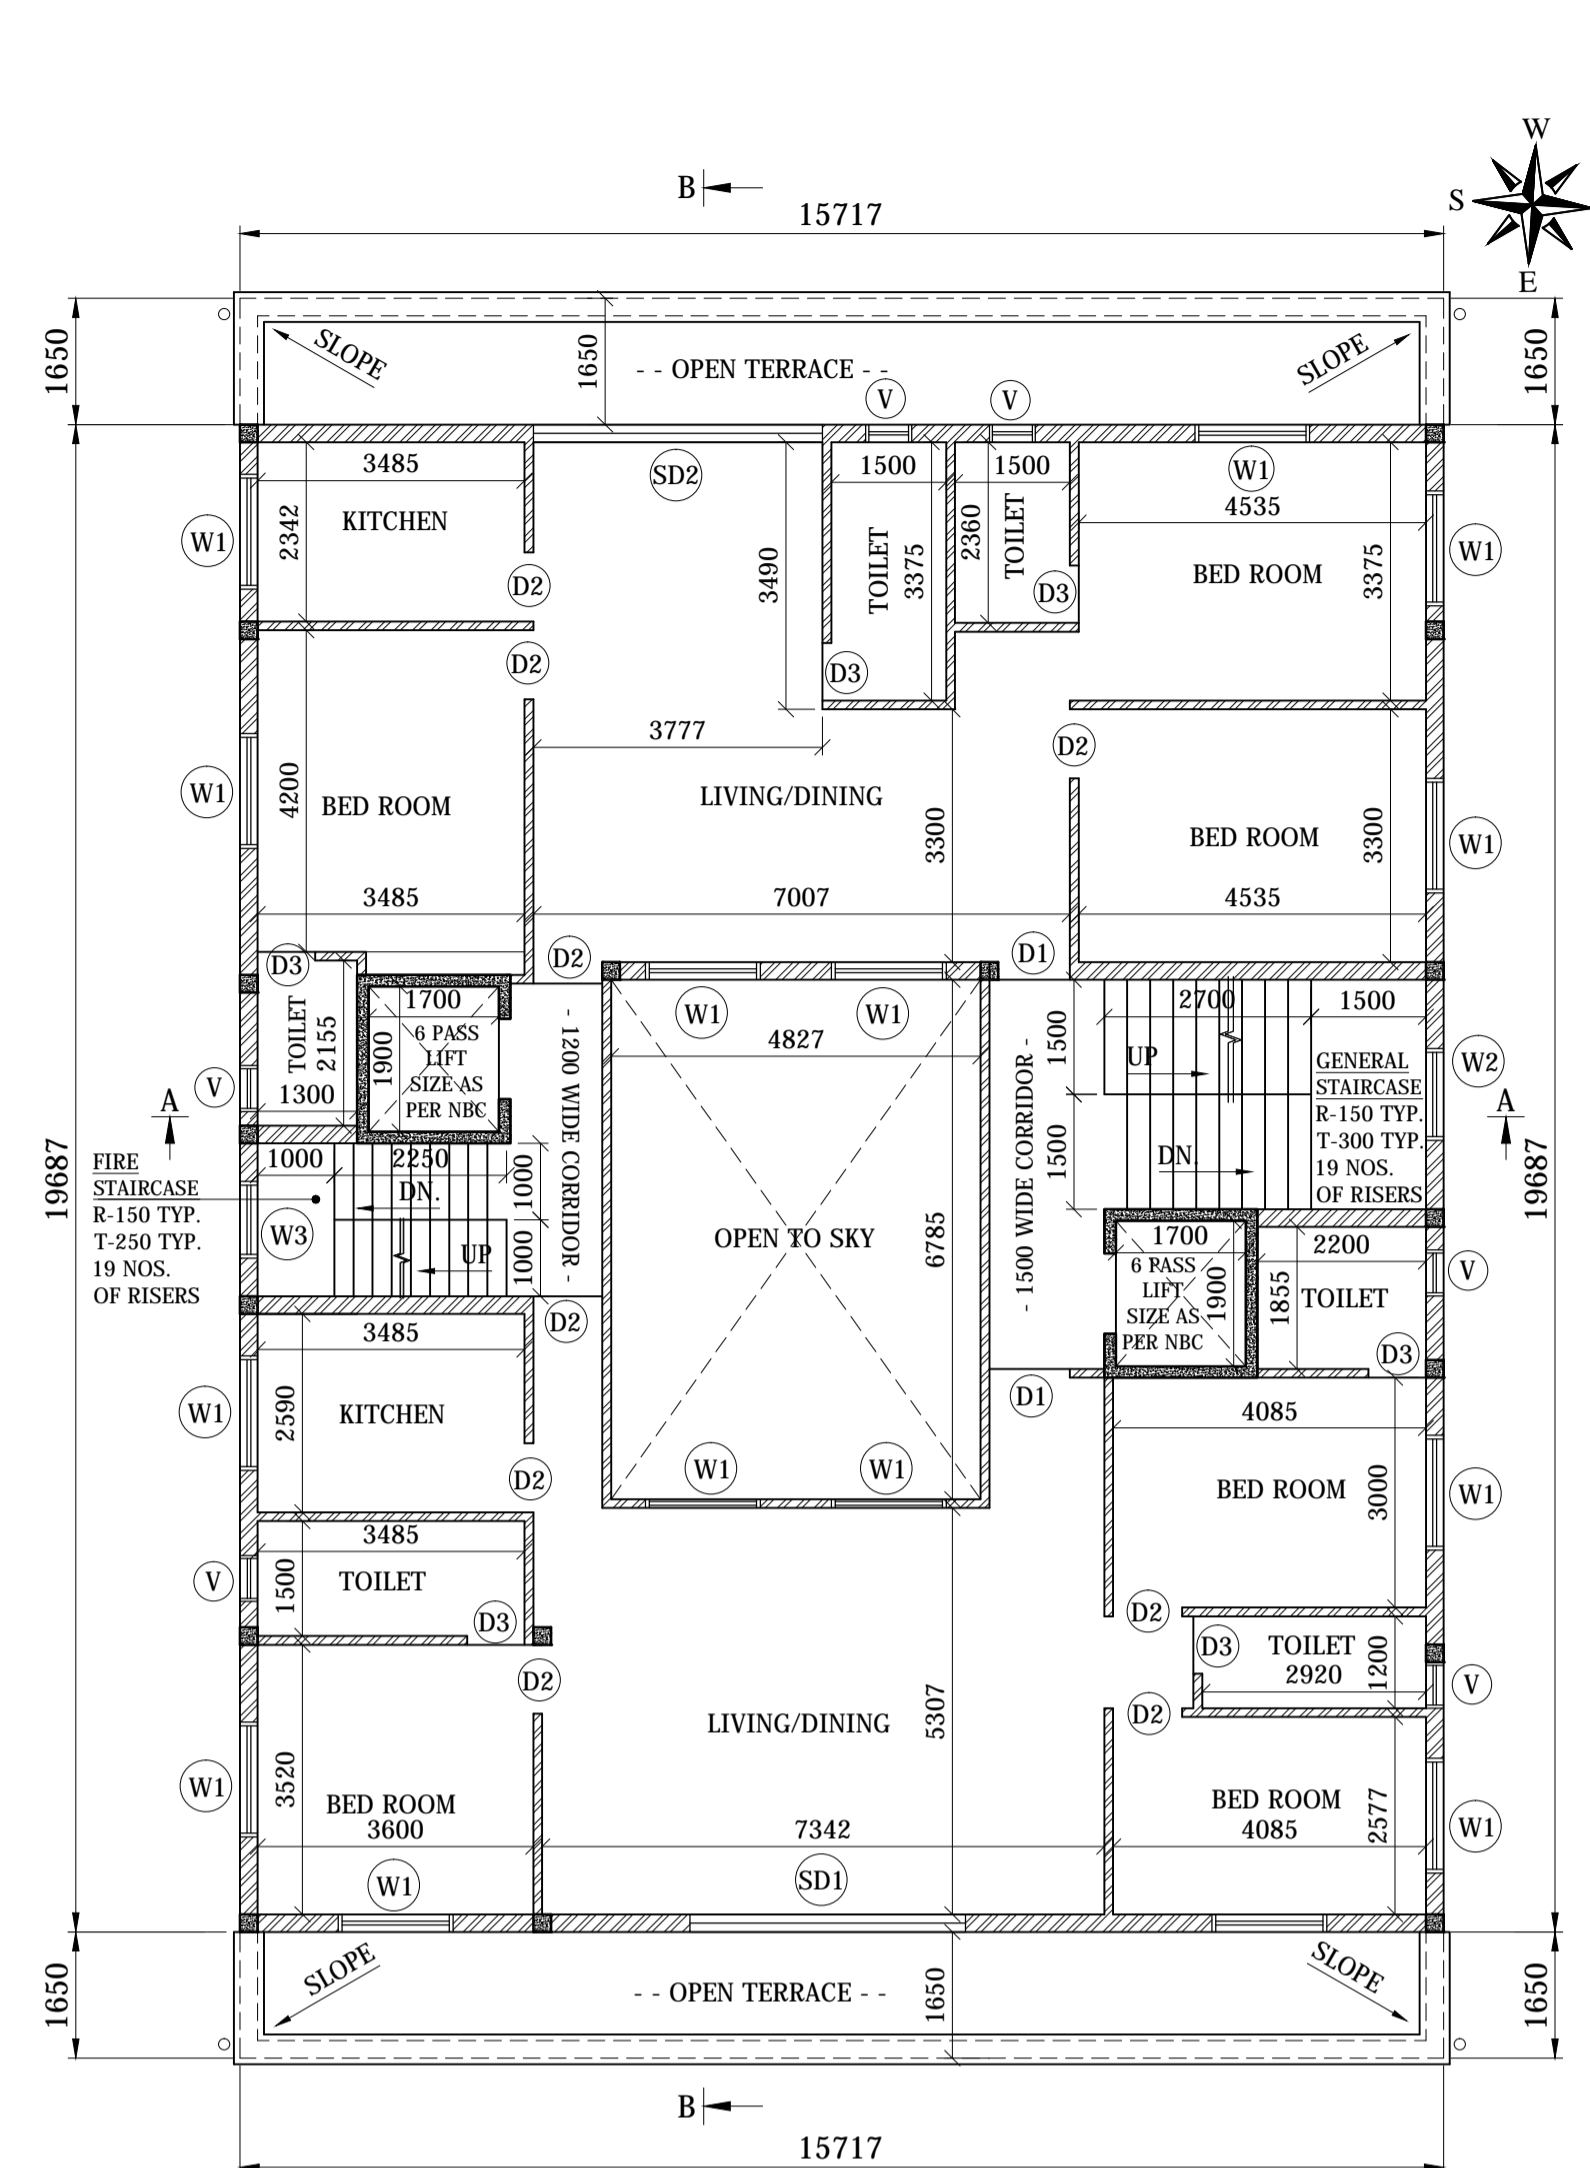 W
S
E
B
15717
1650
SLOPE
1650
- - OPEN TERRACE - -
SLOPE
1650
V
V
3485
SD2
1500
1500
W1
4535
W1
2342
KITCHEN
D2
3490
TOILET
3375
2360
TOILET
D3
BED ROOM
3375
W1
D2
D3
3777
D2
W1
4200
BED ROOM
LIVING/DINING
3300
BED ROOM
3300
W1
3485
7007
4535
D3
D2
D1
TOILET
2155
1300
1700
1900
6 PASS
LIFT
SIZE AS
PER NBC
- 1200 WIDE CORRIDOR -
W1
W1
4827
- 1500 WIDE CORRIDOR -
1500
1500
2700
1500
UP
DN.
GENERAL
STAIRCASE
R-150 TYP.
T-300 TYP.
19 NOS.
OF RISERS
W2
V
A
A
19687
19687
FIRE
STAIRCASE
R-150 TYP.
T-250 TYP.
19 NOS.
OF RISERS
1000
2250
DN.
UP
W3
1000
1000
OPEN TO SKY
6785
1700
6 PASS
LIFT
SIZE AS
PER NBC
1900
2200
1855
TOILET
V
D2
D3
3485
D1
W1
2590
KITCHEN
4085
D2
W1
W1
BED ROOM
3000
W1
3485
V
1500
TOILET
D3
D2
D3
TOILET
2920
1200
V
D2
D2
LIVING/DINING
5307
W1
3520
BED ROOM
3600
7342
BED ROOM
4085
2577
W1
W1
SD1
1650
SLOPE
- - OPEN TERRACE - -
1650
SLOPE
1650
B
15717